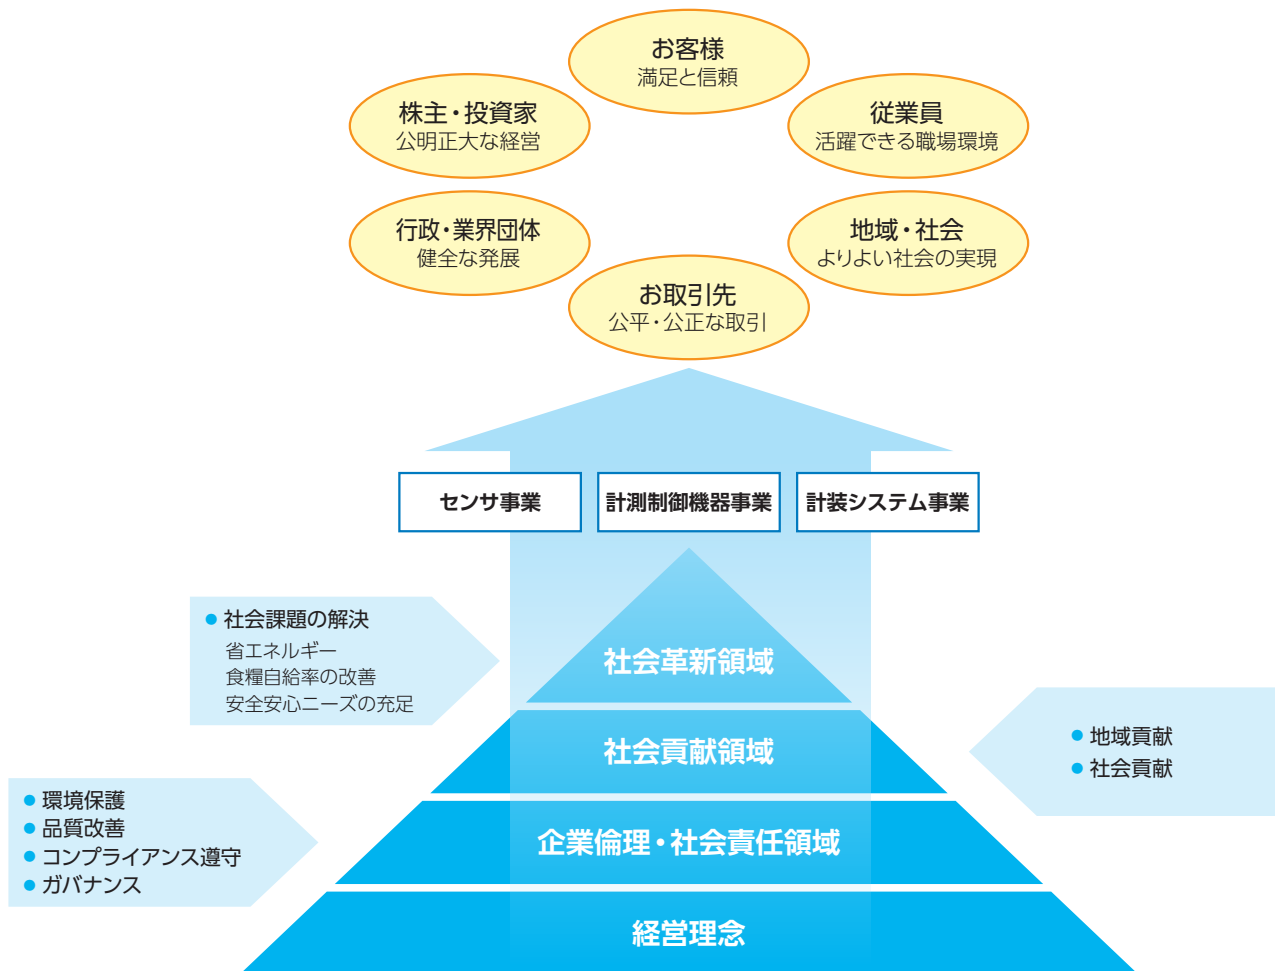 お客様
満足と信頼
株主・投資家
公明正大な経営
従業員
活躍できる職場環境
行政・業界団体
健全な発展
地域・社会
よりよい社会の実現
お取引先
公平・公正な取引
センサ事業
計測制御機器事業
計装システム事業
● 社会課題の解決
省エネルギー
食糧自給率の改善
安全安心ニーズの充足
社会革新領域
社会貢献領域
● 地域貢献
● 社会貢献
● 環境保護
● 品質改善
● コンプライアンス遵守
● ガバナンス
企業倫理・社会責任領域
経営理念